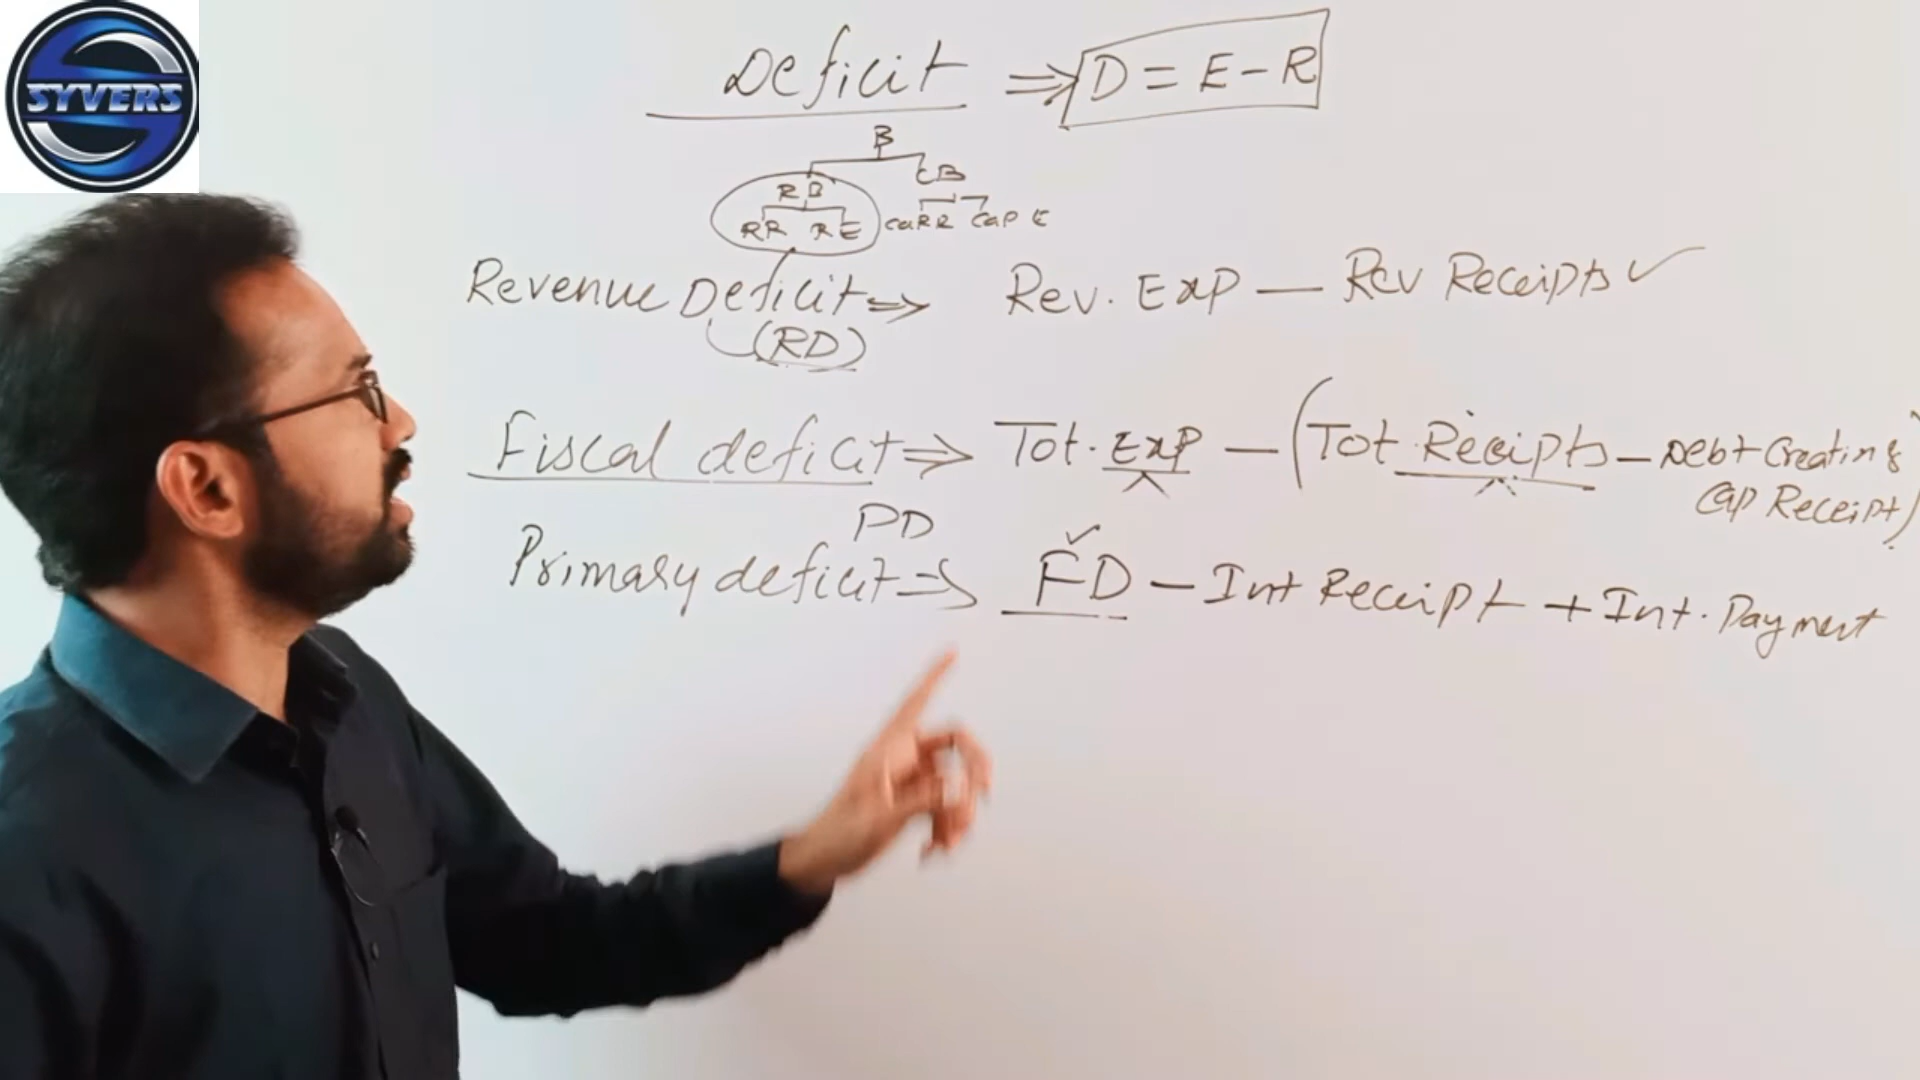 SYVERS
Deficit ⇒ D = E - R
B
RB CB
RR RE CaRR Cap E
Revenue Deficit ⇒ Rev. Exp — Rev Receipts ✓
(RD)
Fiscal deficit ⇒ Tot. Exp — (Tot Receipts — Debt Creating
Cap Receipt)
PD
Primary deficit ⇒ FD — Int Receipt + Int. Payment